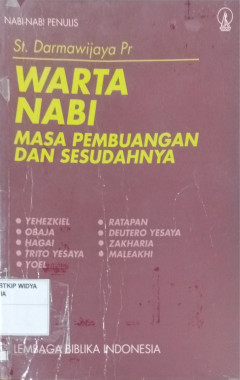 NABI-NABI PENULIS
St. Darmawijaya Pr
WARTA
NABI
MASA PEMBUANGAN
DAN SESUDAHNYA
• YEHEZKIEL
• OBAJA
• HAGAI
• TRITO YESAYA
• YOEL
• RATAPAN
• DEUTERO YESAYA
• ZAKHARIA
• MALEAKHI
STKIP WIDYA
LEMBAGA BIBLIKA INDONESIA